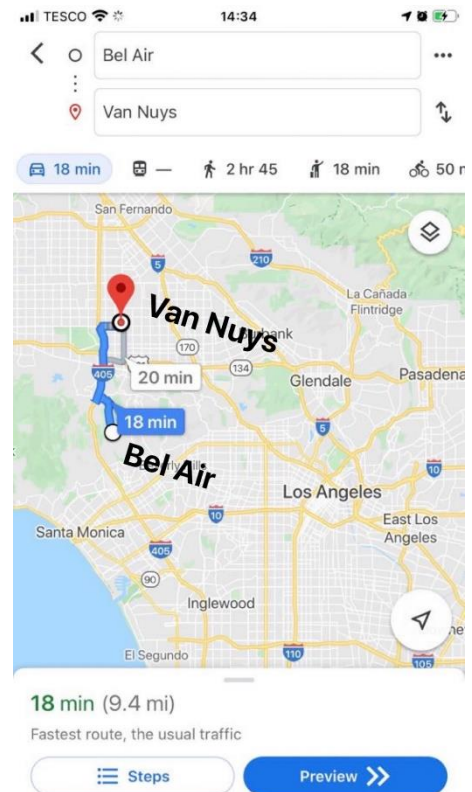 TESCO
14:34
Bel Air
Van Nuys
18 min
—
2 hr 45
18 min
50 m
San Fernando
5
210
La Cañada
Flintridge
Van Nuys
170
134
405
20 min
Glendale
Pasadena
18 min
5
Bel Air
10
10
Los Angeles
East Los
Angeles
Santa Monica
405
90
Inglewood
El Segundo
110
105
18 min (9.4 mi)
Fastest route, the usual traffic
Steps
Preview